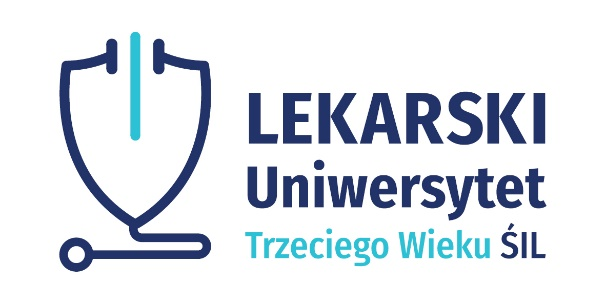 LEKARSKI
Uniwersytet
Trzeciego Wieku ŚIL